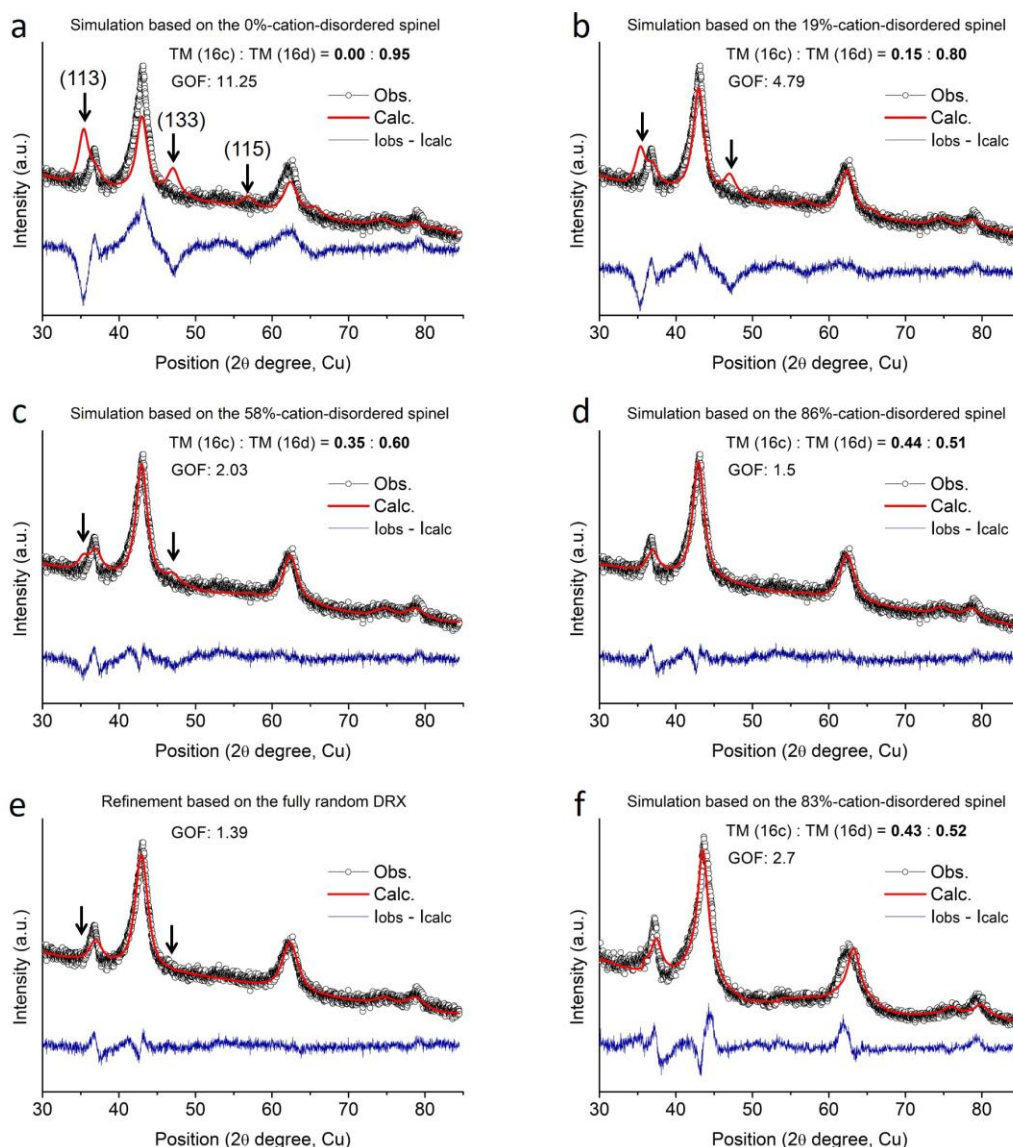 a
Simulation based on the 0%-cation-disordered spinel
TM (16c) : TM (16d) = 0.00 : 0.95
GOF: 11.25
(113)
(133)
(115)
Obs.
Calc.
Iobs - Icalc
Intensity (a.u.)
30 40 50 60 70 80
Position (2θ degree, Cu)
b
Simulation based on the 19%-cation-disordered spinel
TM (16c) : TM (16d) = 0.15 : 0.80
GOF: 4.79
Obs.
Calc.
Iobs - Icalc
Intensity (a.u.)
30 40 50 60 70 80
Position (2θ degree, Cu)
c
Simulation based on the 58%-cation-disordered spinel
TM (16c) : TM (16d) = 0.35 : 0.60
GOF: 2.03
Obs.
Calc.
Iobs - Icalc
Intensity (a.u.)
30 40 50 60 70 80
Position (2θ degree, Cu)
d
Simulation based on the 86%-cation-disordered spinel
TM (16c) : TM (16d) = 0.44 : 0.51
GOF: 1.5
Obs.
Calc.
Iobs - Icalc
Intensity (a.u.)
30 40 50 60 70 80
Position (2θ degree, Cu)
e
Refinement based on the fully random DRX
GOF: 1.39
Obs.
Calc.
Iobs - Icalc
Intensity (a.u.)
30 40 50 60 70 80
Position (2θ degree, Cu)
f
Simulation based on the 83%-cation-disordered spinel
TM (16c) : TM (16d) = 0.43 : 0.52
GOF: 2.7
Obs.
Calc.
Iobs - Icalc
Intensity (a.u.)
30 40 50 60 70 80
Position (2θ degree, Cu)